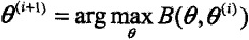 θ^{(i+1)} = arg max_θ B(θ, θ^{(i)})